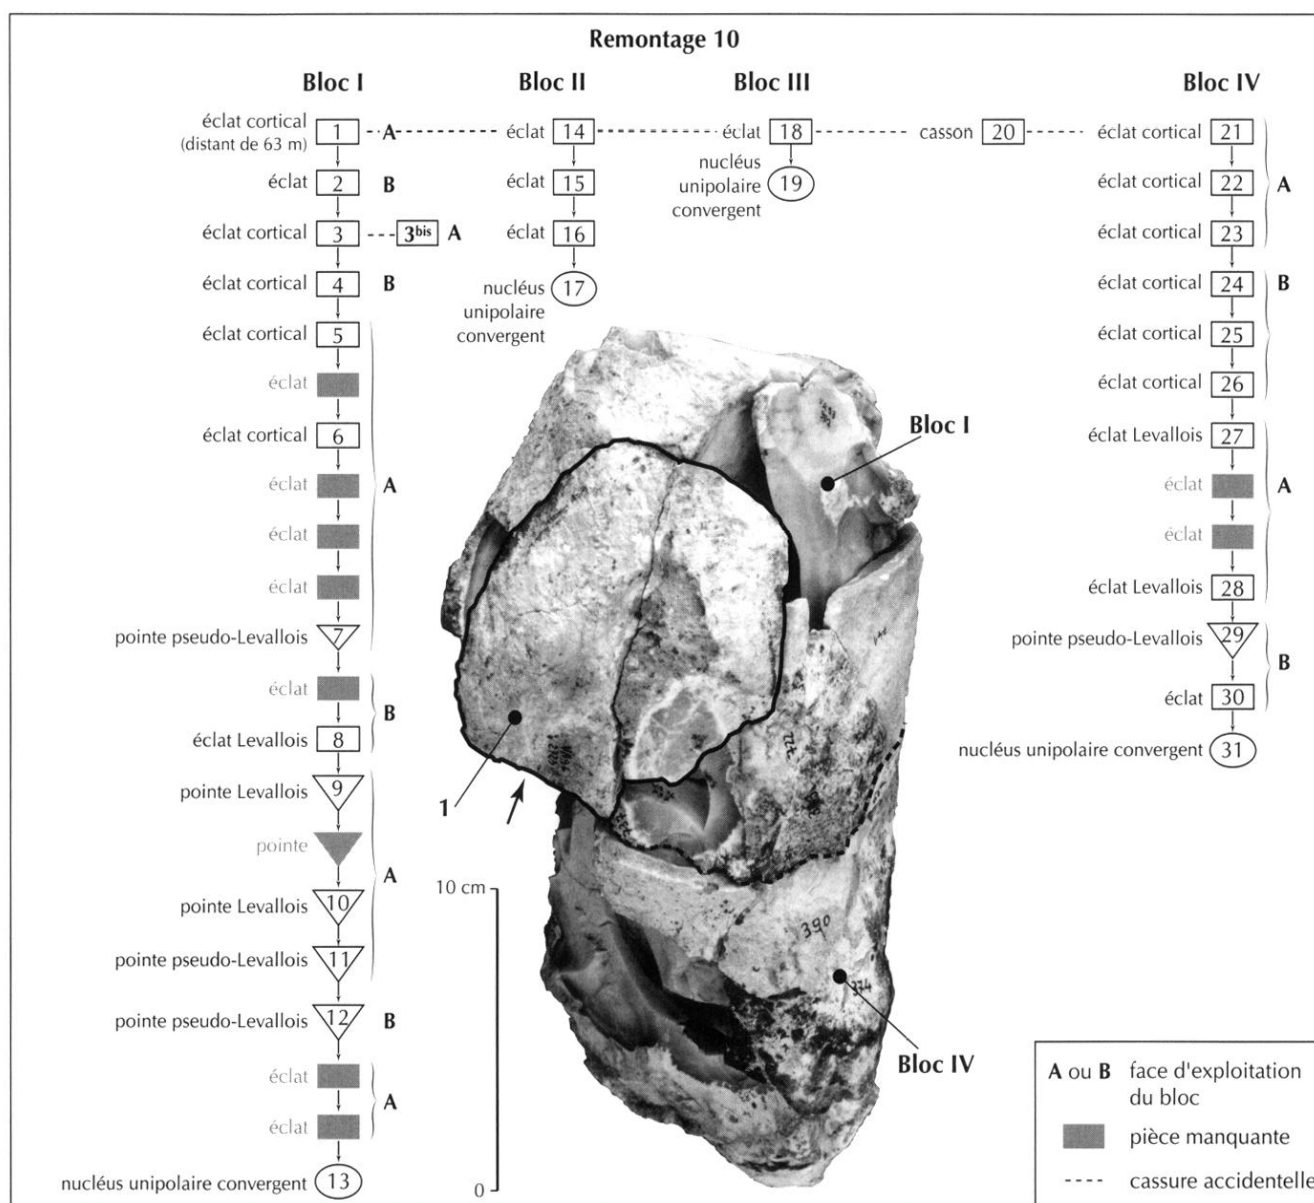 Remontage 10
Bloc I
Bloc II
Bloc III
Bloc IV
éclat cortical 1 A
(distant de 63 m)
éclat 2 B
éclat cortical 3 3bis A
éclat cortical 4 B
éclat cortical 5
éclat
éclat cortical 6
éclat
A
éclat
éclat
pointe pseudo-Levallois 7
éclat
B
éclat Levallois 8
pointe Levallois 9
pointe
A
pointe Levallois 10
pointe pseudo-Levallois 11
pointe pseudo-Levallois 12 B
éclat
A
éclat
nucléus unipolaire convergent 13
éclat 14
éclat 15
éclat 16
nucléus
unipolaire
convergent
17
éclat 18
nucléus
unipolaire
convergent
19
casson 20
éclat cortical 21
éclat cortical 22
A
éclat cortical 23
éclat cortical 24
B
éclat cortical 25
éclat cortical 26
éclat Levallois 27
éclat
A
éclat
éclat Levallois 28
pointe pseudo-Levallois 29
B
éclat 30
nucléus unipolaire convergent 31
Bloc I
1
10 cm
0
390
374
Bloc IV
A ou B face d'exploitation
du bloc
pièce manquante
cassure accidentelle